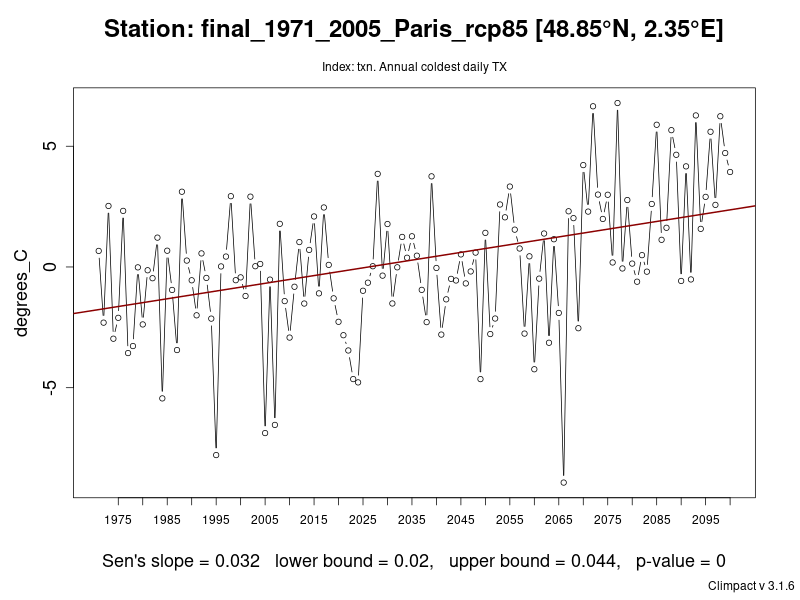 Station: final_1971_2005_Paris_rcp85 [48.85°N, 2.35°E]
Index: txn. Annual coldest daily TX
5
0
-5
degrees_C
1975 1985 1995 2005 2015 2025 2035 2045 2055 2065 2075 2085 2095
Sen's slope = 0.032 lower bound = 0.02, upper bound = 0.044, p-value = 0
Climpact v 3.1.6